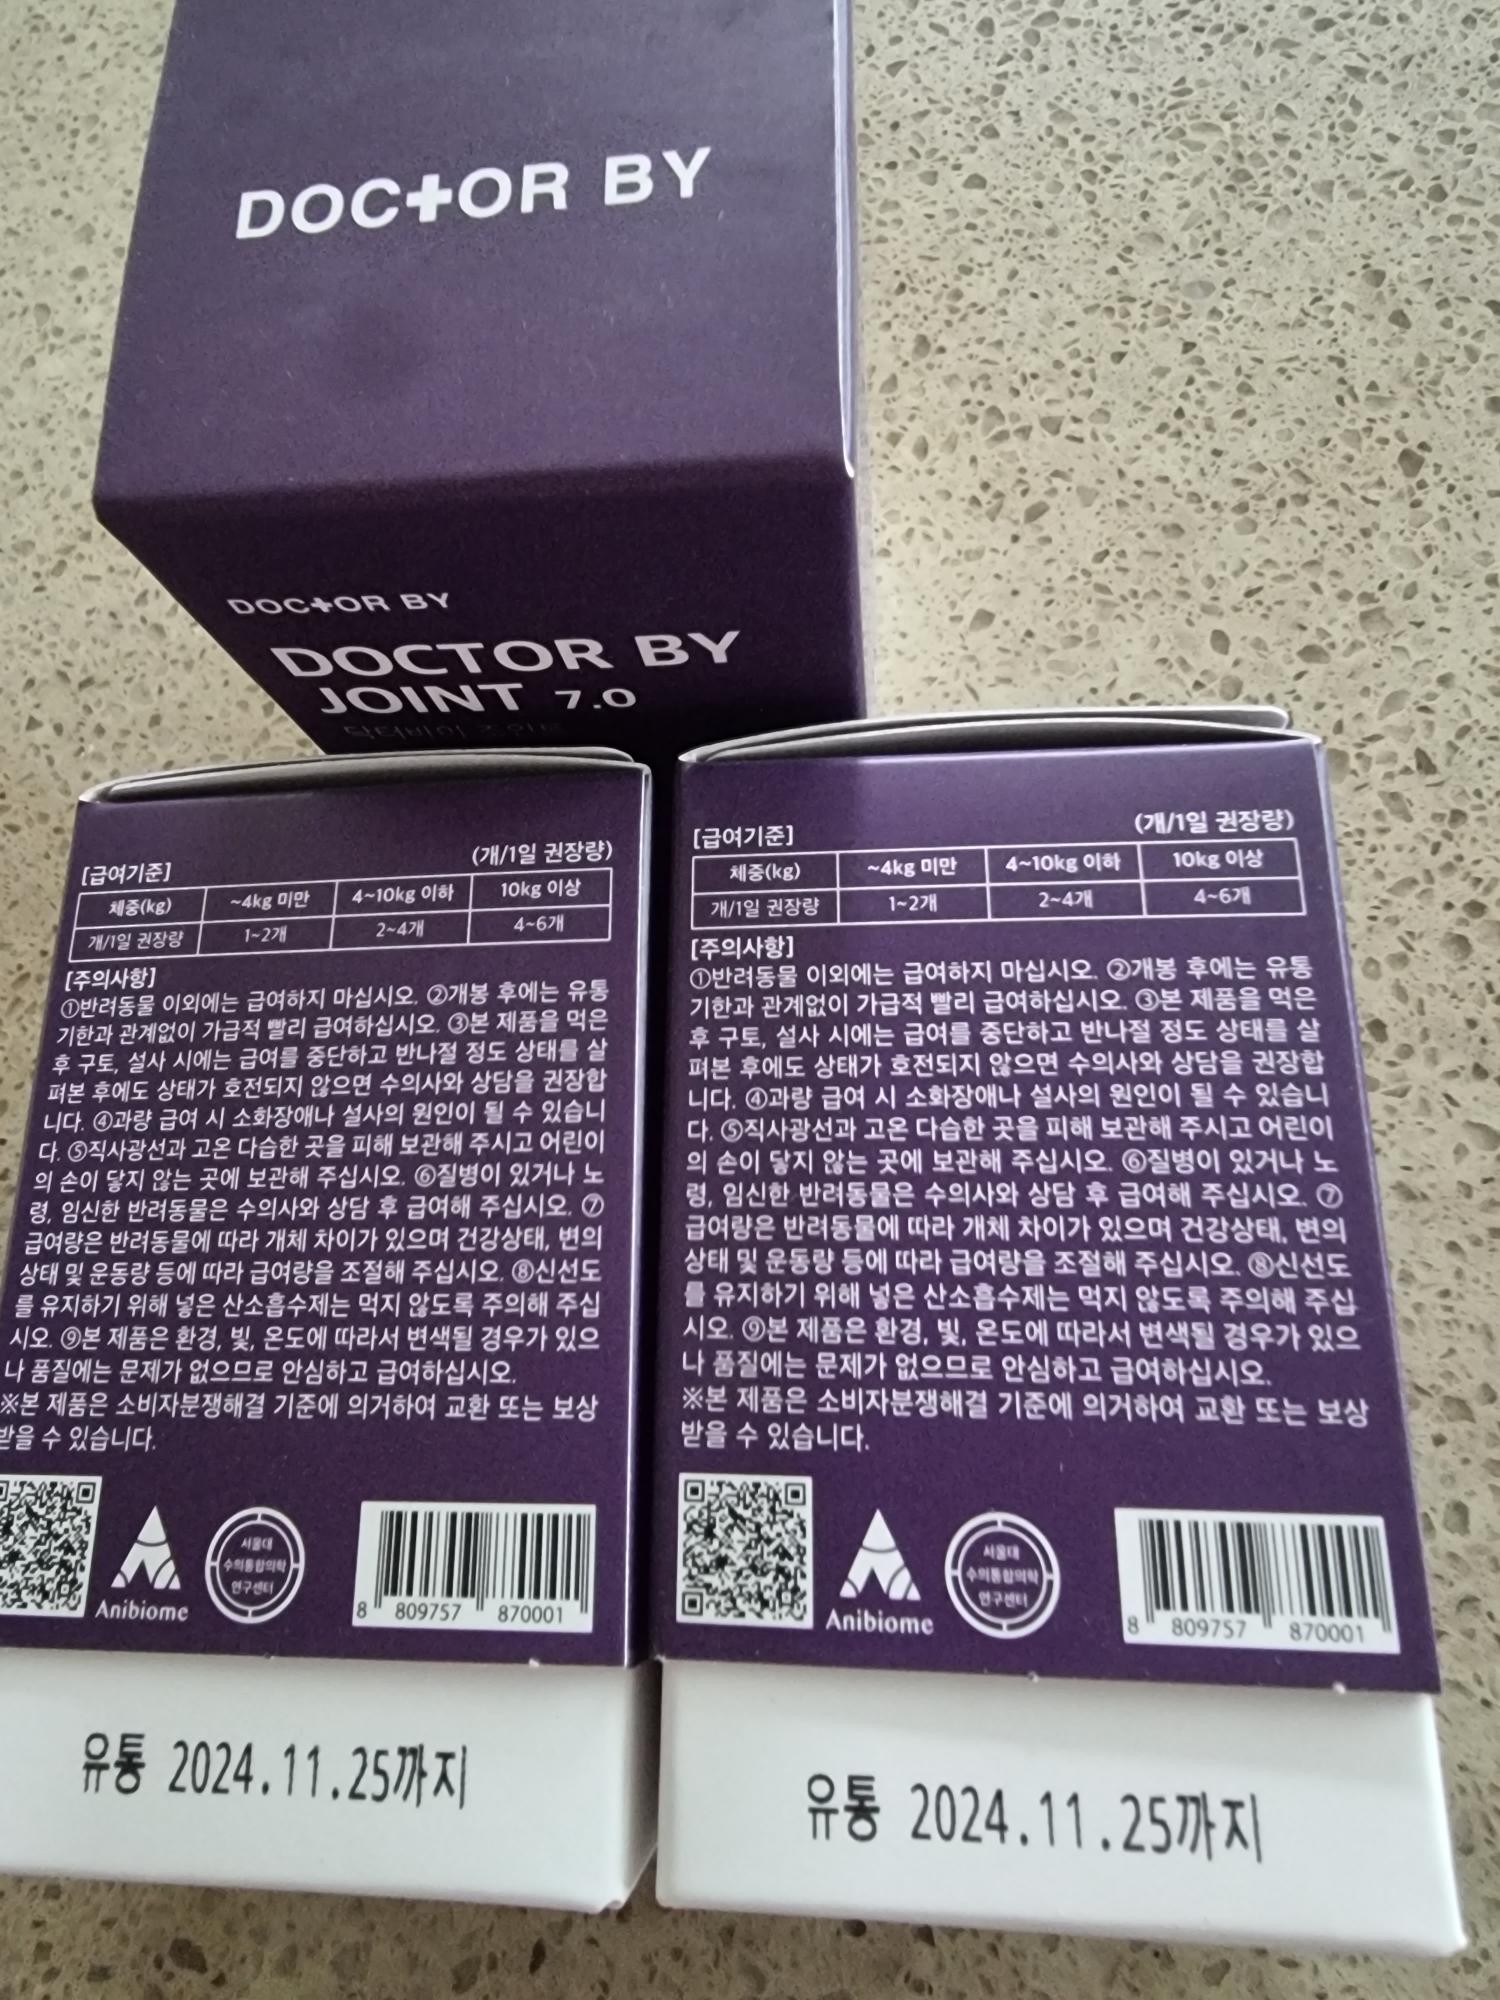 DOCTOR BY
DOCTOR BY
DOCTOR BY
JOINT 7.0
닥터바이 조인트
[급여기준] (개/1일 권장량)
체중(kg) ~4kg 미만 4~10kg 이하 10kg 이상
개/1일 권장량 1~2개 2~4개 4~6개
[주의사항]
①반려동물 이외에는 급여하지 마십시오. ②개봉 후에는 유통
기한과 관계없이 가급적 빨리 급여하십시오. ③본 제품을 먹은
후 구토, 설사 시에는 급여를 중단하고 반나절 정도 상태를 살
펴본 후에도 상태가 호전되지 않으면 수의사와 상담을 권장합
니다. ④과량 급여 시 소화장애나 설사의 원인이 될 수 있습니
다. ⑤직사광선과 고온 다습한 곳을 피해 보관해 주시고 어린이
의 손이 닿지 않는 곳에 보관해 주십시오. ⑥질병이 있거나 노
령, 임신한 반려동물은 수의사와 상담 후 급여해 주십시오. ⑦
급여량은 반려동물에 따라 개체 차이가 있으며 건강상태, 변의
상태 및 운동량 등에 따라 급여량을 조절해 주십시오. ⑧신선도
를 유지하기 위해 넣은 산소흡수제는 먹지 않도록 주의해 주십
시오. ⑨본 제품은 환경, 빛, 온도에 따라서 변색될 경우가 있으
나 품질에는 문제가 없으므로 안심하고 급여하십시오.
※본 제품은 소비자분쟁해결 기준에 의거하여 교환 또는 보상
받을 수 있습니다.
Anibiome
서울대
수의통합의학
연구센터
8 809757 870001
유통 2024.11.25까지
[급여기준] (개/1일 권장량)
체중(kg) ~4kg 미만 4~10kg 이하 10kg 이상
개/1일 권장량 1~2개 2~4개 4~6개
[주의사항]
①반려동물 이외에는 급여하지 마십시오. ②개봉 후에는 유통
기한과 관계없이 가급적 빨리 급여하십시오. ③본 제품을 먹은
후 구토, 설사 시에는 급여를 중단하고 반나절 정도 상태를 살
펴본 후에도 상태가 호전되지 않으면 수의사와 상담을 권장합
니다. ④과량 급여 시 소화장애나 설사의 원인이 될 수 있습니
다. ⑤직사광선과 고온 다습한 곳을 피해 보관해 주시고 어린이
의 손이 닿지 않는 곳에 보관해 주십시오. ⑥질병이 있거나 노
령, 임신한 반려동물은 수의사와 상담 후 급여해 주십시오. ⑦
급여량은 반려동물에 따라 개체 차이가 있으며 건강상태, 변의
상태 및 운동량 등에 따라 급여량을 조절해 주십시오. ⑧신선도
를 유지하기 위해 넣은 산소흡수제는 먹지 않도록 주의해 주십
시오. ⑨본 제품은 환경, 빛, 온도에 따라서 변색될 경우가 있으
나 품질에는 문제가 없으므로 안심하고 급여하십시오.
※본 제품은 소비자분쟁해결 기준에 의거하여 교환 또는 보상
받을 수 있습니다.
Anibiome
서울대
수의통합의학
연구센터
8 809757 870001
유통 2024.11.25까지